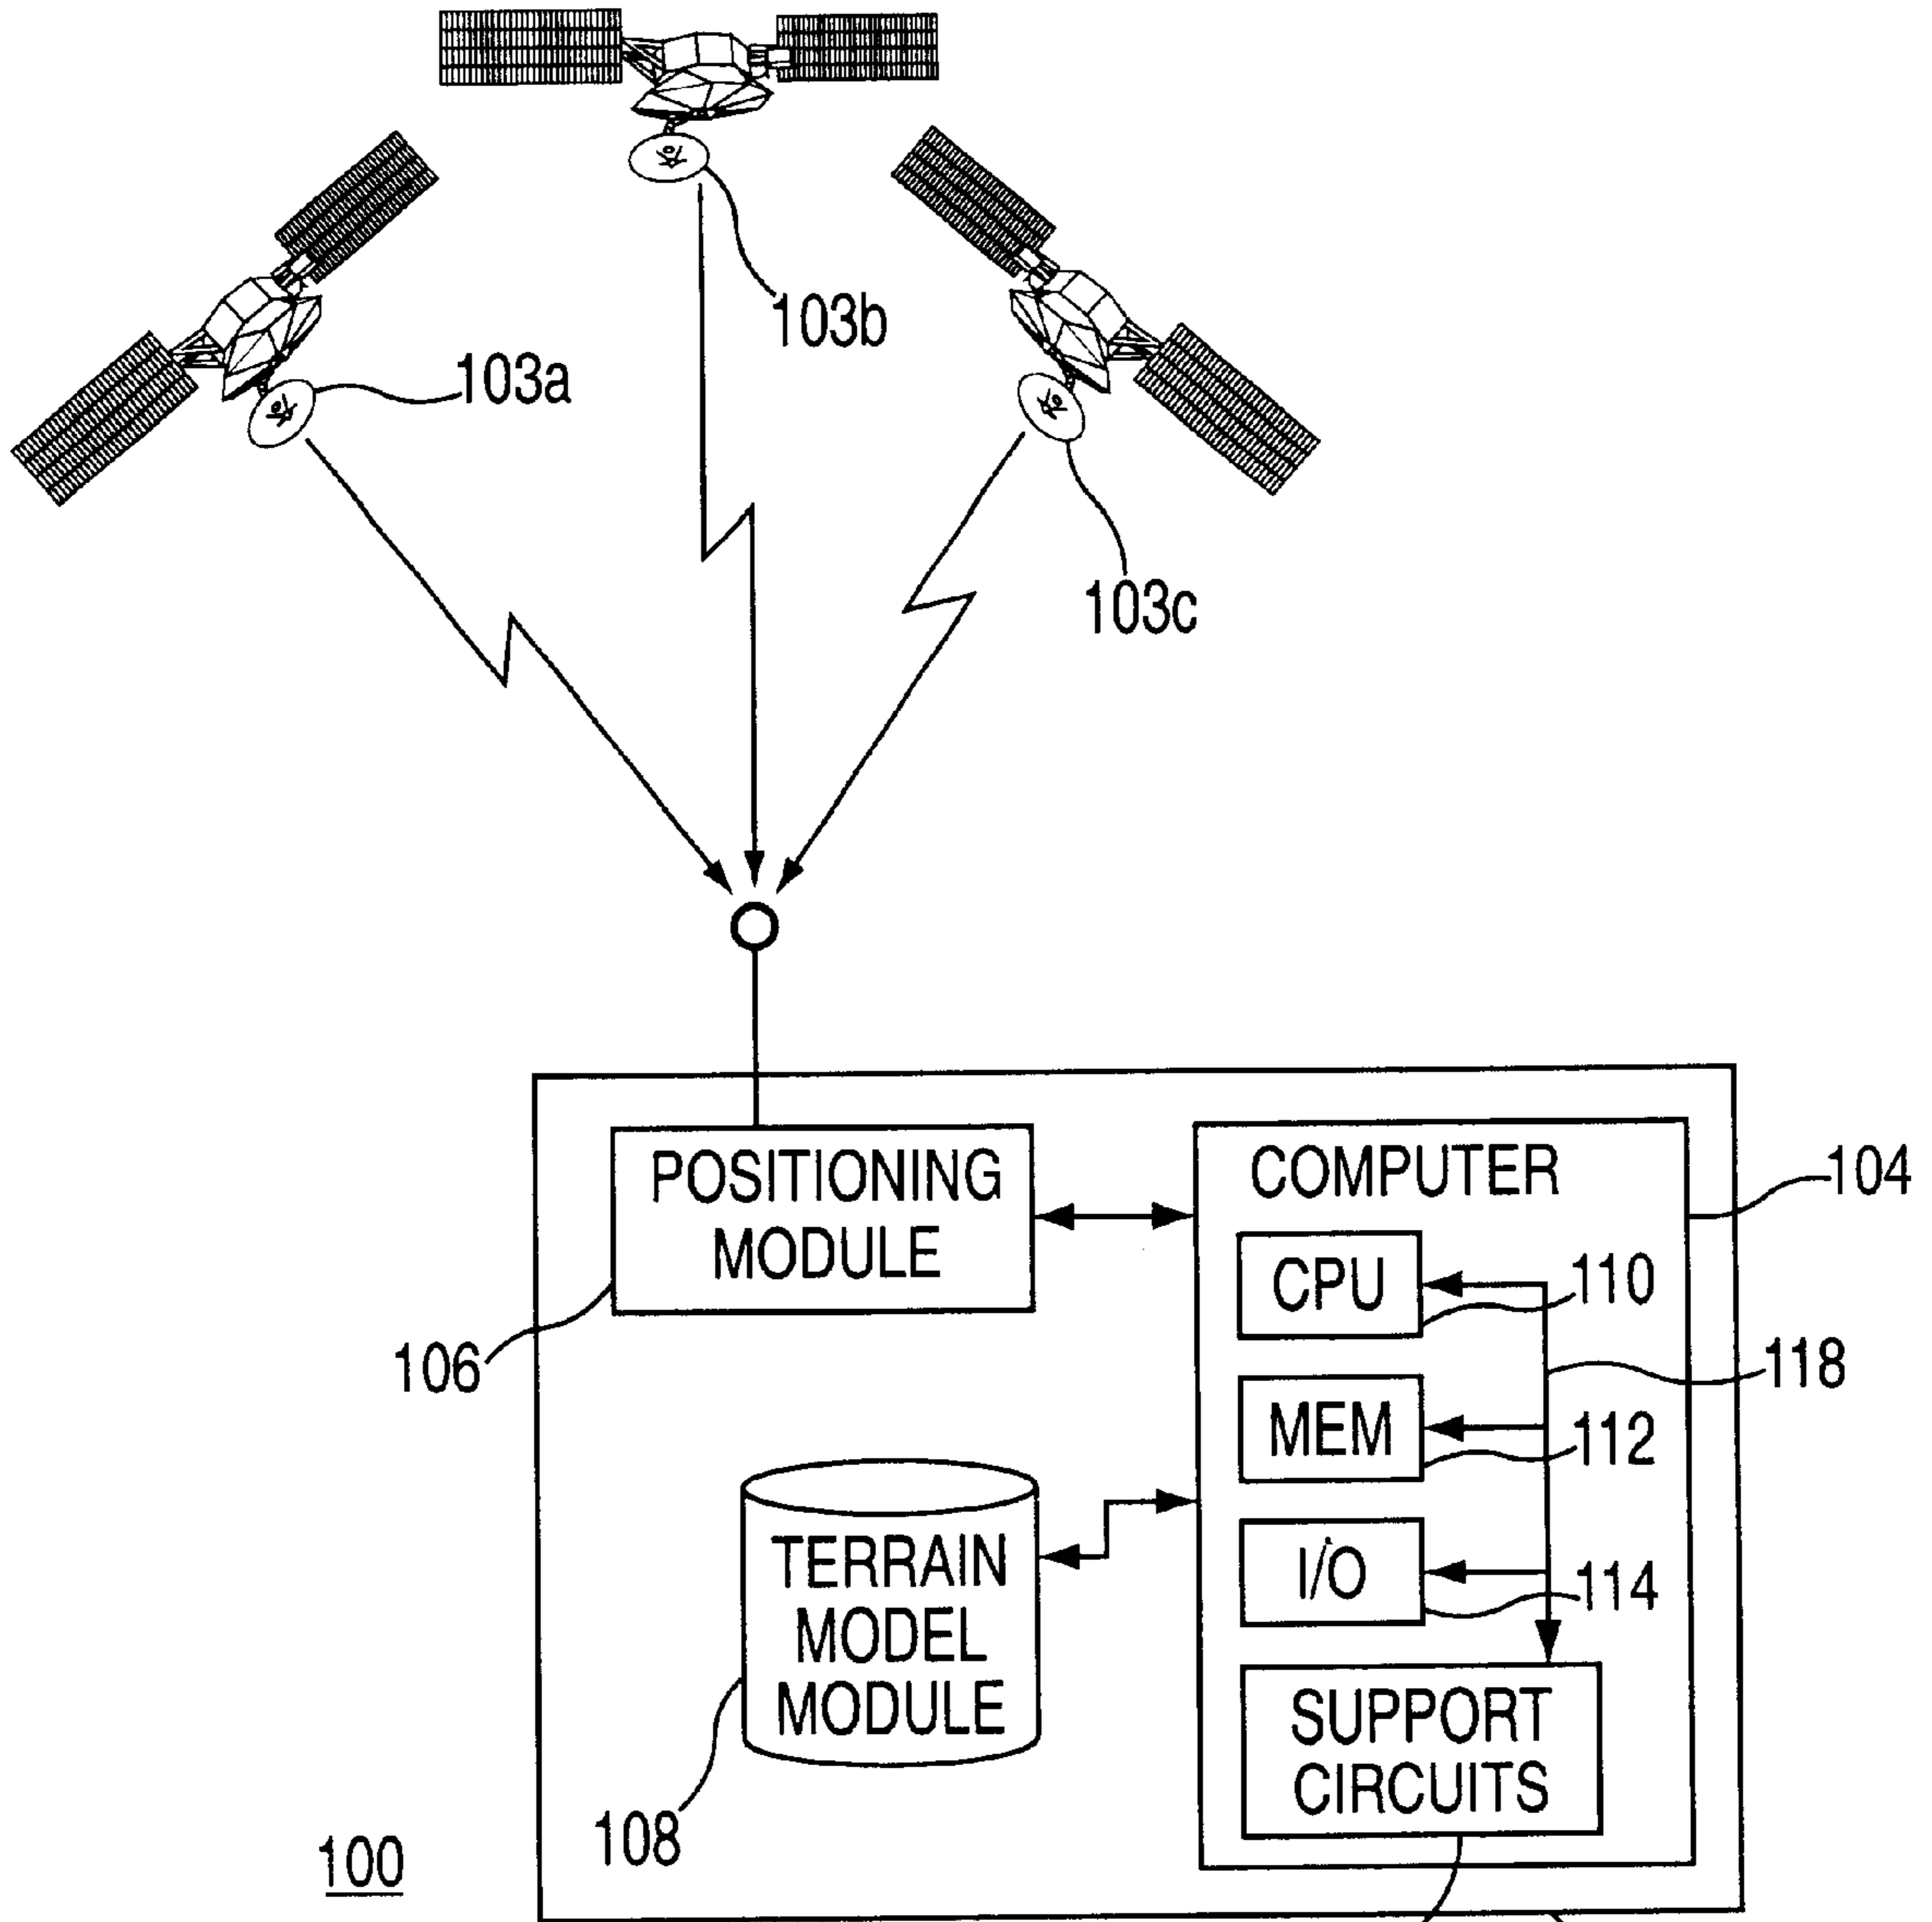 103b
103a
103c
POSITIONING
MODULE
COMPUTER
104
CPU
110
106
118
MEM
112
I/O
114
TERRAIN
MODEL
MODULE
SUPPORT
CIRCUITS
108
100